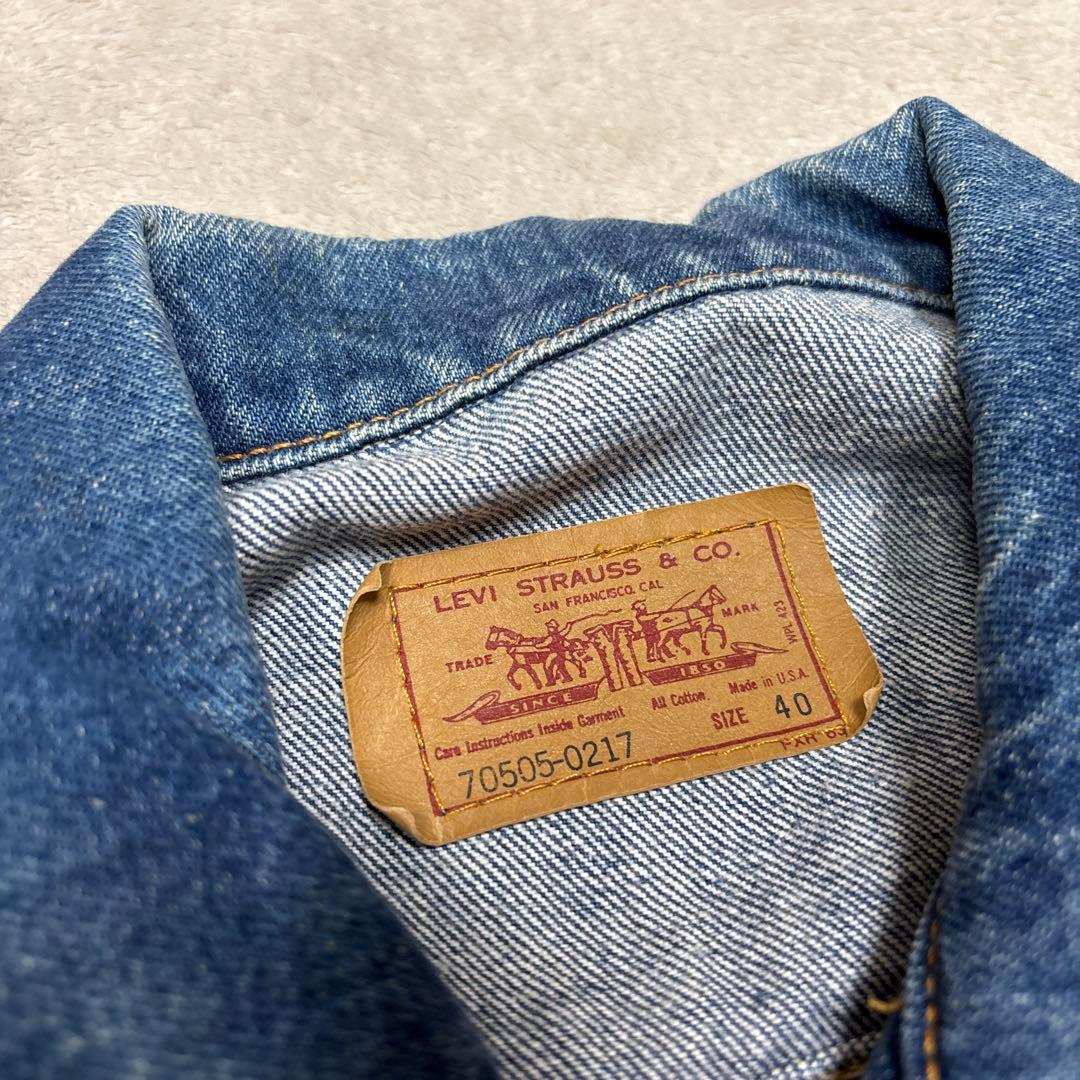 LEVI STRAUSS & CO.
SAN FRANCISCO, CAL
TRADE MARK
SINCE 1850
WPL 423
Care Instructions Inside Garment All Cotton Made in U.S.A.
70505-0217 SIZE 40